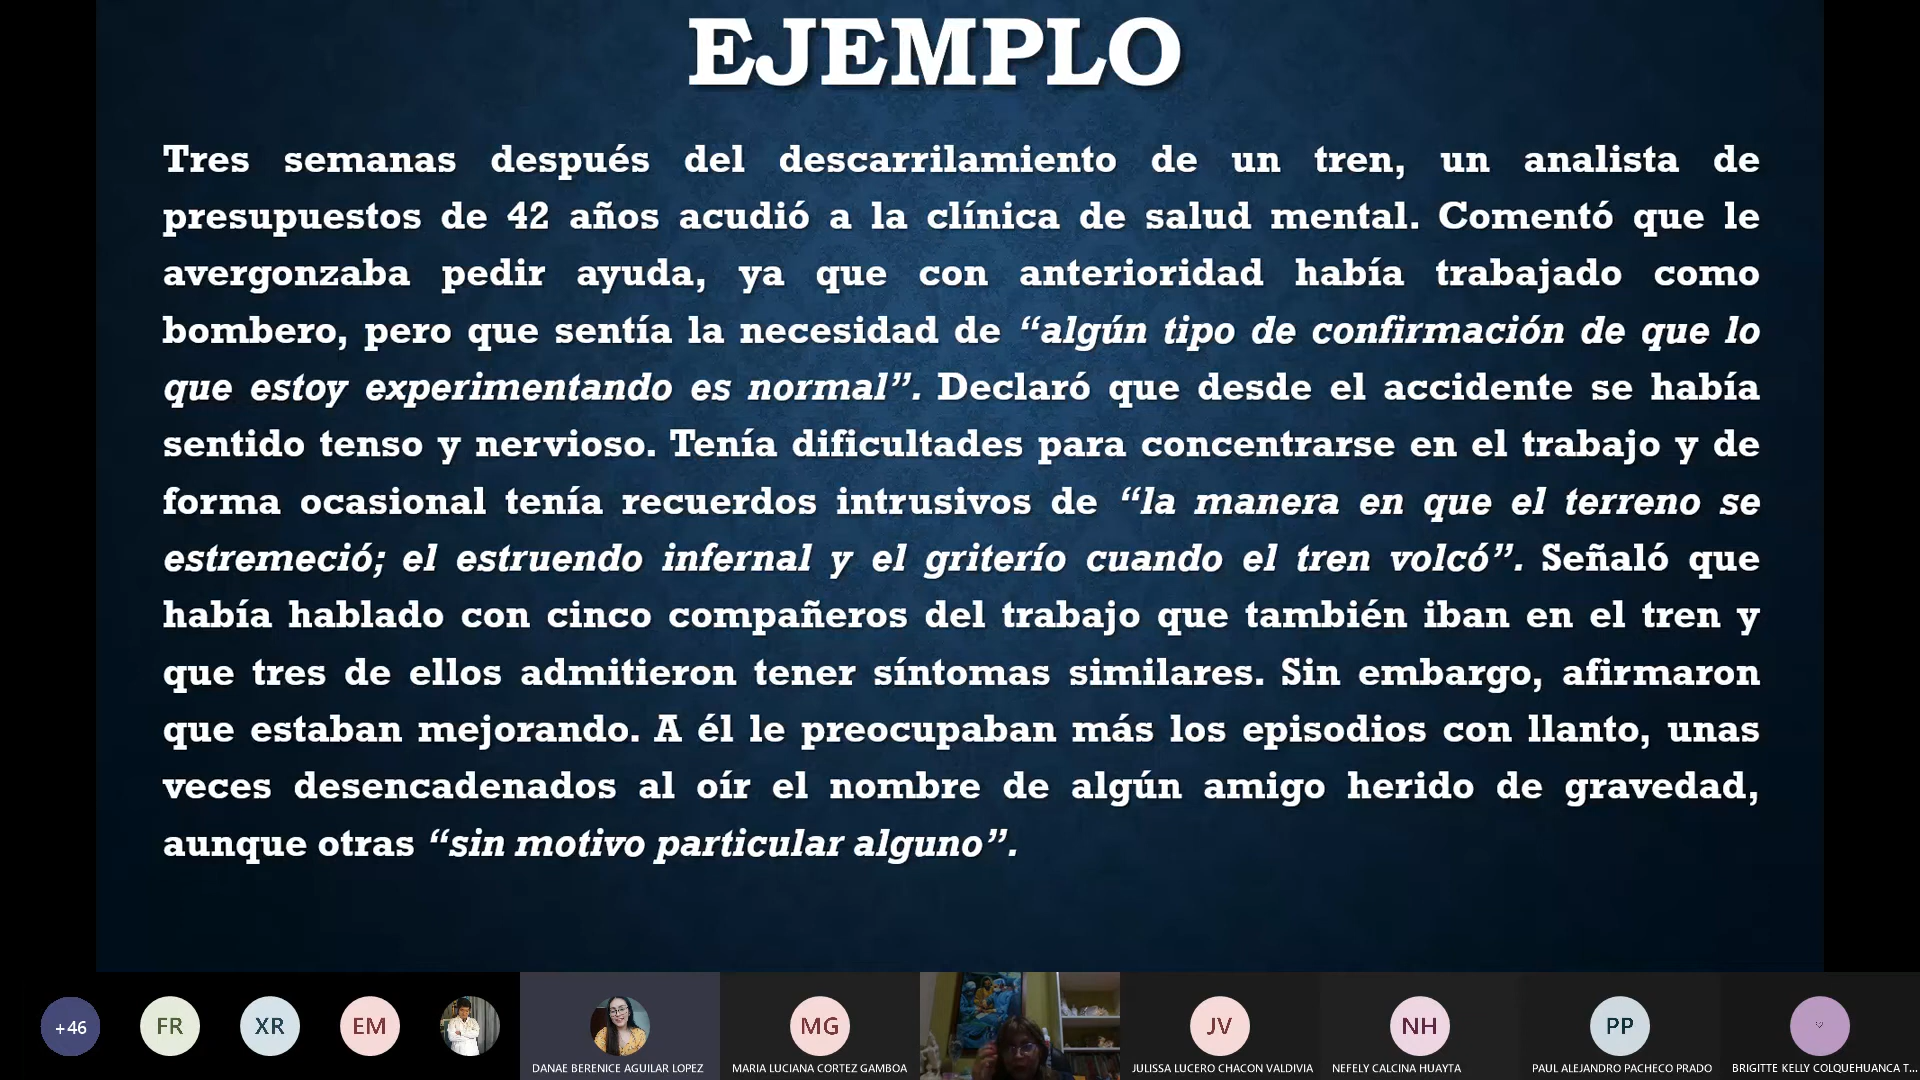 EJEMPLO
Tres semanas después del descarrilamiento de un tren, un analista de
presupuestos de 42 años acudió a la clínica de salud mental. Comentó que le
avergonzaba pedir ayuda, ya que con anterioridad había trabajado como
bombero, pero que sentía la necesidad de “algún tipo de confirmación de que lo
que estoy experimentando es normal”. Declaró que desde el accidente se había
sentido tenso y nervioso. Tenía dificultades para concentrarse en el trabajo y de
forma ocasional tenía recuerdos intrusivos de “la manera en que el terreno se
estremeció; el estruendo infernal y el griterío cuando el tren volcó”. Señaló que
había hablado con cinco compañeros del trabajo que también iban en el tren y
que tres de ellos admitieron tener síntomas similares. Sin embargo, afirmaron
que estaban mejorando. A él le preocupaban más los episodios con llanto, unas
veces desencadenados al oír el nombre de algún amigo herido de gravedad,
aunque otras “sin motivo particular alguno”.
+46 FR XR EM MG JV NH PP
DANAE BERENICE AGUILAR LOPEZ MARIA LUCIANA CORTEZ GAMBOA JULISSA LUCERO CHACON VALDIVIA NEFELY CALCINA HUAYTA PAUL ALEJANDRO PACHECO PRADO BRIGITTE KELLY COLQUEHUANCA T...